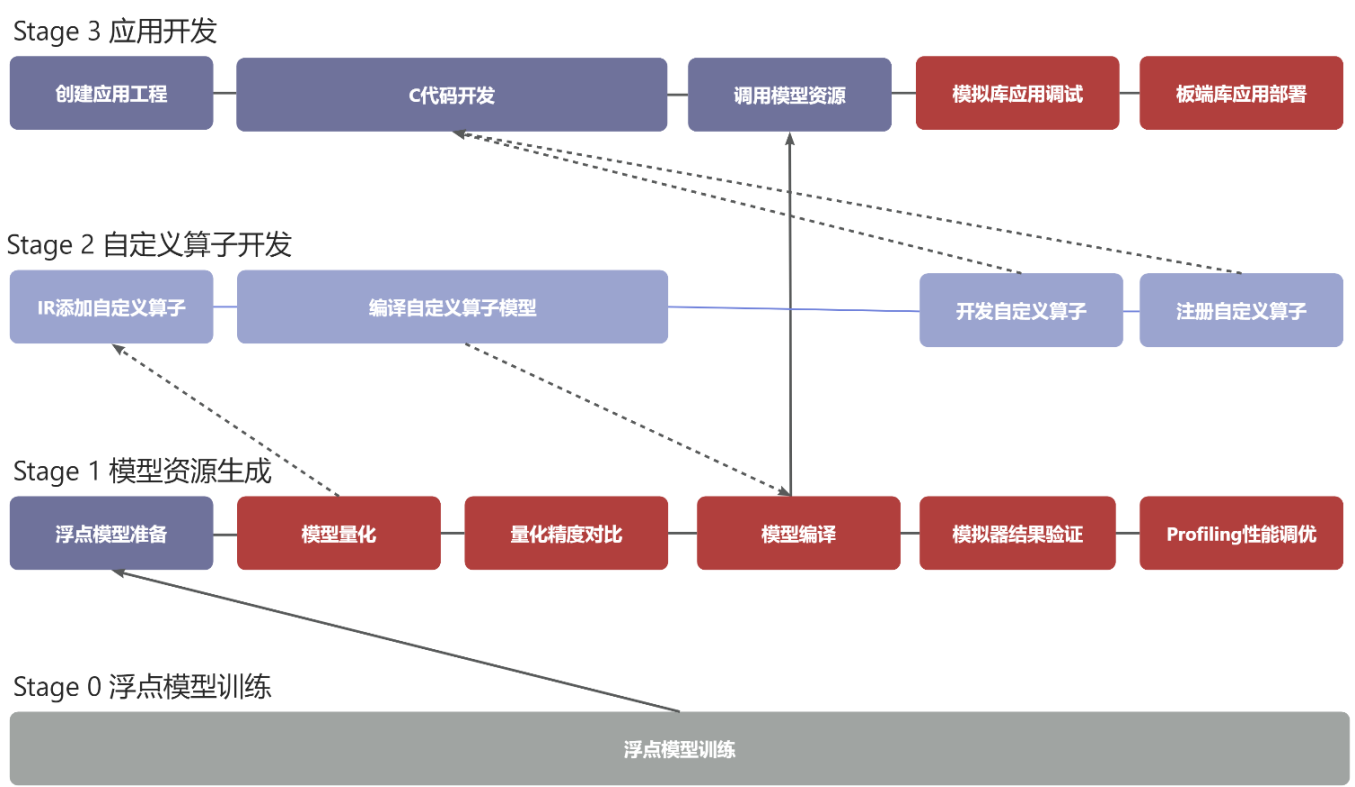 Stage 3 应用开发
创建应用工程
C代码开发
调用模型资源
模拟库应用调试
板端库应用部署
Stage 2 自定义算子开发
IR添加自定义算子
编译自定义算子模型
开发自定义算子
注册自定义算子
Stage 1 模型资源生成
浮点模型准备
模型量化
量化精度对比
模型编译
模拟器结果验证
Profiling性能调优
Stage 0 浮点模型训练
浮点模型训练